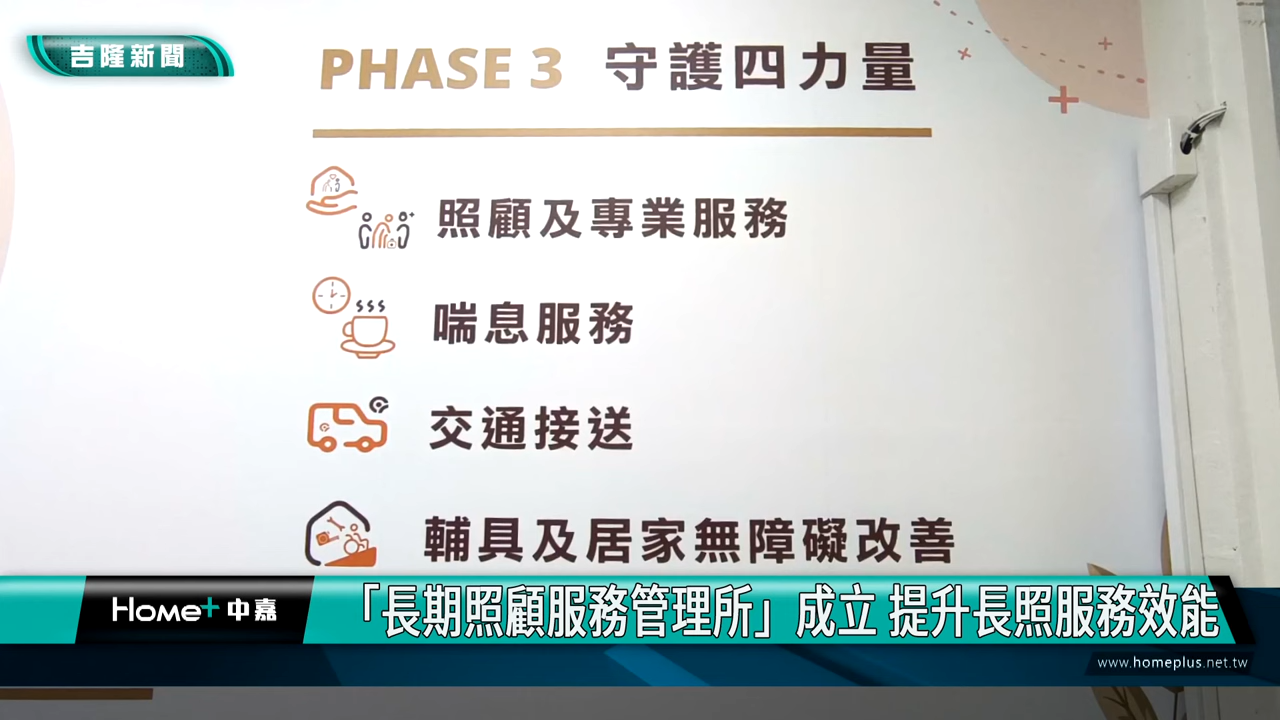 吉隆新聞
PHASE 3 守護四力量
照顧及專業服務
喘息服務
交通接送
輔具及居家無障礙改善
Home+中嘉
「長期照顧服務管理所」成立 提升長照服務效能
www.homeplus.net.tw